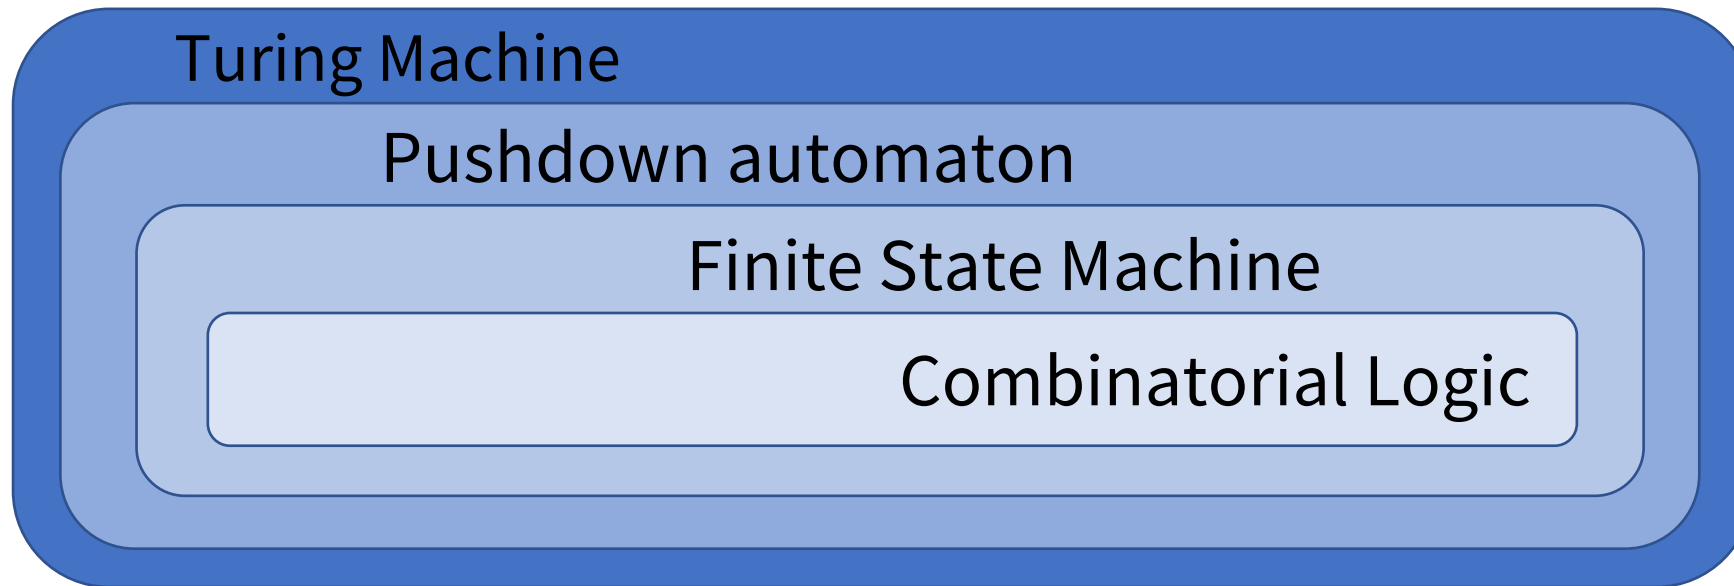 Turing Machine
Pushdown automaton
Finite State Machine
Combinatorial Logic